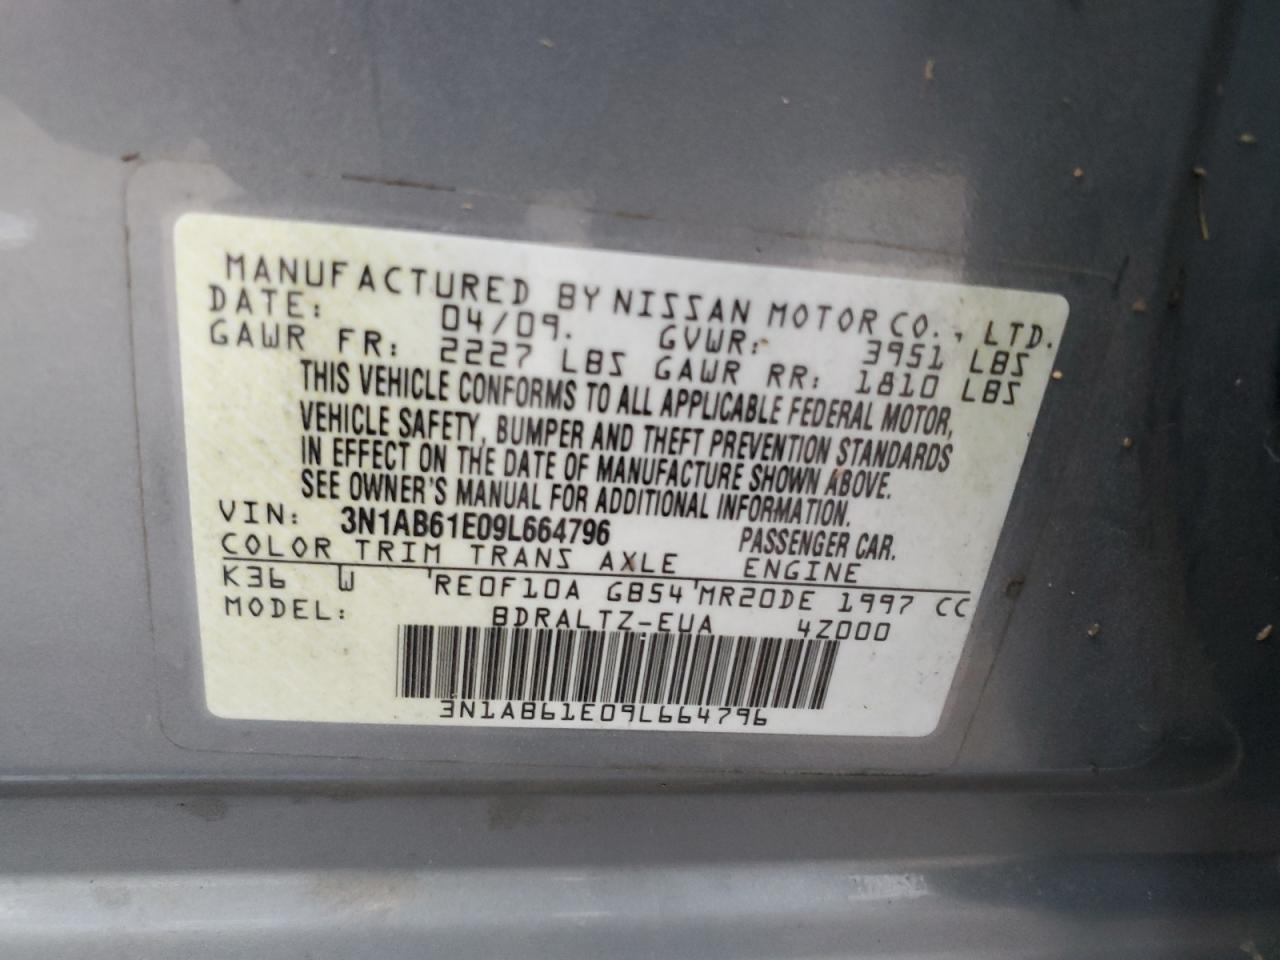 MANUFACTURED BY NISSAN MOTOR CO., LTD.
DATE: 04/09. GVWR: 3951 LBS
GAWR FR: 2227 LBS GAWR RR: 1810 LBS
THIS VEHICLE CONFORMS TO ALL APPLICABLE FEDERAL MOTOR,
VEHICLE SAFETY, BUMPER AND THEFT PREVENTION STANDARDS
IN EFFECT ON THE DATE OF MANUFACTURE SHOWN ABOVE.
SEE OWNER'S MANUAL FOR ADDITIONAL INFORMATION.
VIN: 3N1AB61E09L664796 PASSENGER CAR.
COLOR TRIM TRANS AXLE ENGINE
K36 W 'RE0F10A GB54'MR20DE 1997 CC
MODEL: BDRALTZ-EUA 4Z000
3N1AB61E09L664796